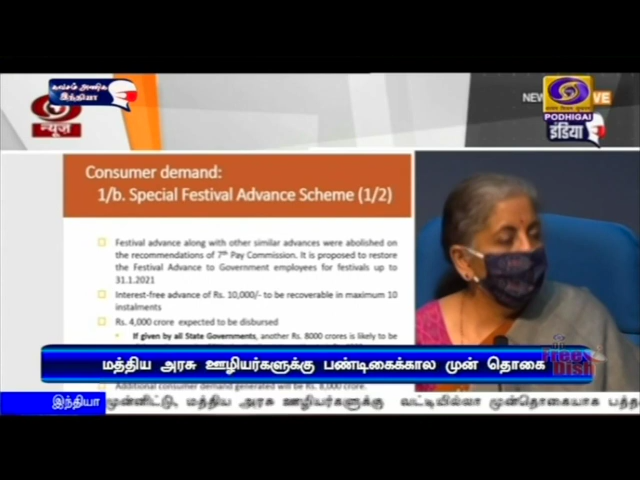 கவசம் அணிக
இந்தியா
न्यूज़
NEW
VE
PODHIGAI
इंडिया
Consumer demand:
1/b. Special Festival Advance Scheme (1/2)
Festival advance along with other similar advances were abolished on
the recommendations of 7th Pay Commission. It is proposed to restore
the Festival Advance to Government employees for festivals up to
31.1.2021
Interest-free advance of Rs. 10,000/- to be recoverable in maximum 10
instalments
Rs. 4,000 crore expected to be disbursed
If given by all State Governments, another Rs. 8000 crores is likely to be
மத்திய அரசு ஊழியர்களுக்கு பண்டிகைக்கால முன் தொகை
Free Dish
Additional consumer demand generated will be Rs. 8,000 crore.
இந்தியா
முன்னிட்டு, மத்திய அரசு ஊழியர்களுக்கு வட்டியில்லா முன்தொகையாக பத்த